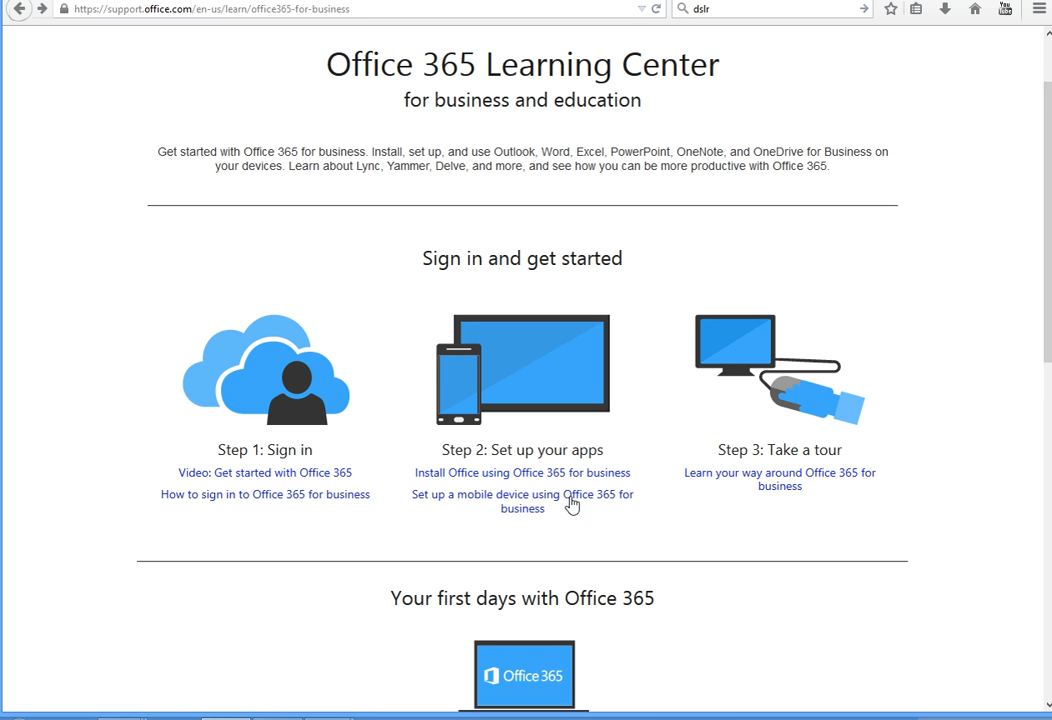 https://support.office.com/en-us/learn/office365-for-business
dslr
You
Office 365 Learning Center
for business and education
Get started with Office 365 for business. Install, set up, and use Outlook, Word, Excel, PowerPoint, OneNote, and OneDrive for Business on
your devices. Learn about Lync, Yammer, Delve, and more, and see how you can be more productive with Office 365.
Sign in and get started
Step 1: Sign in
Video: Get started with Office 365
How to sign in to Office 365 for business
Step 2: Set up your apps
Install Office using Office 365 for business
Set up a mobile device using Office 365 for
business
Step 3: Take a tour
Learn your way around Office 365 for
business
Your first days with Office 365
Office 365